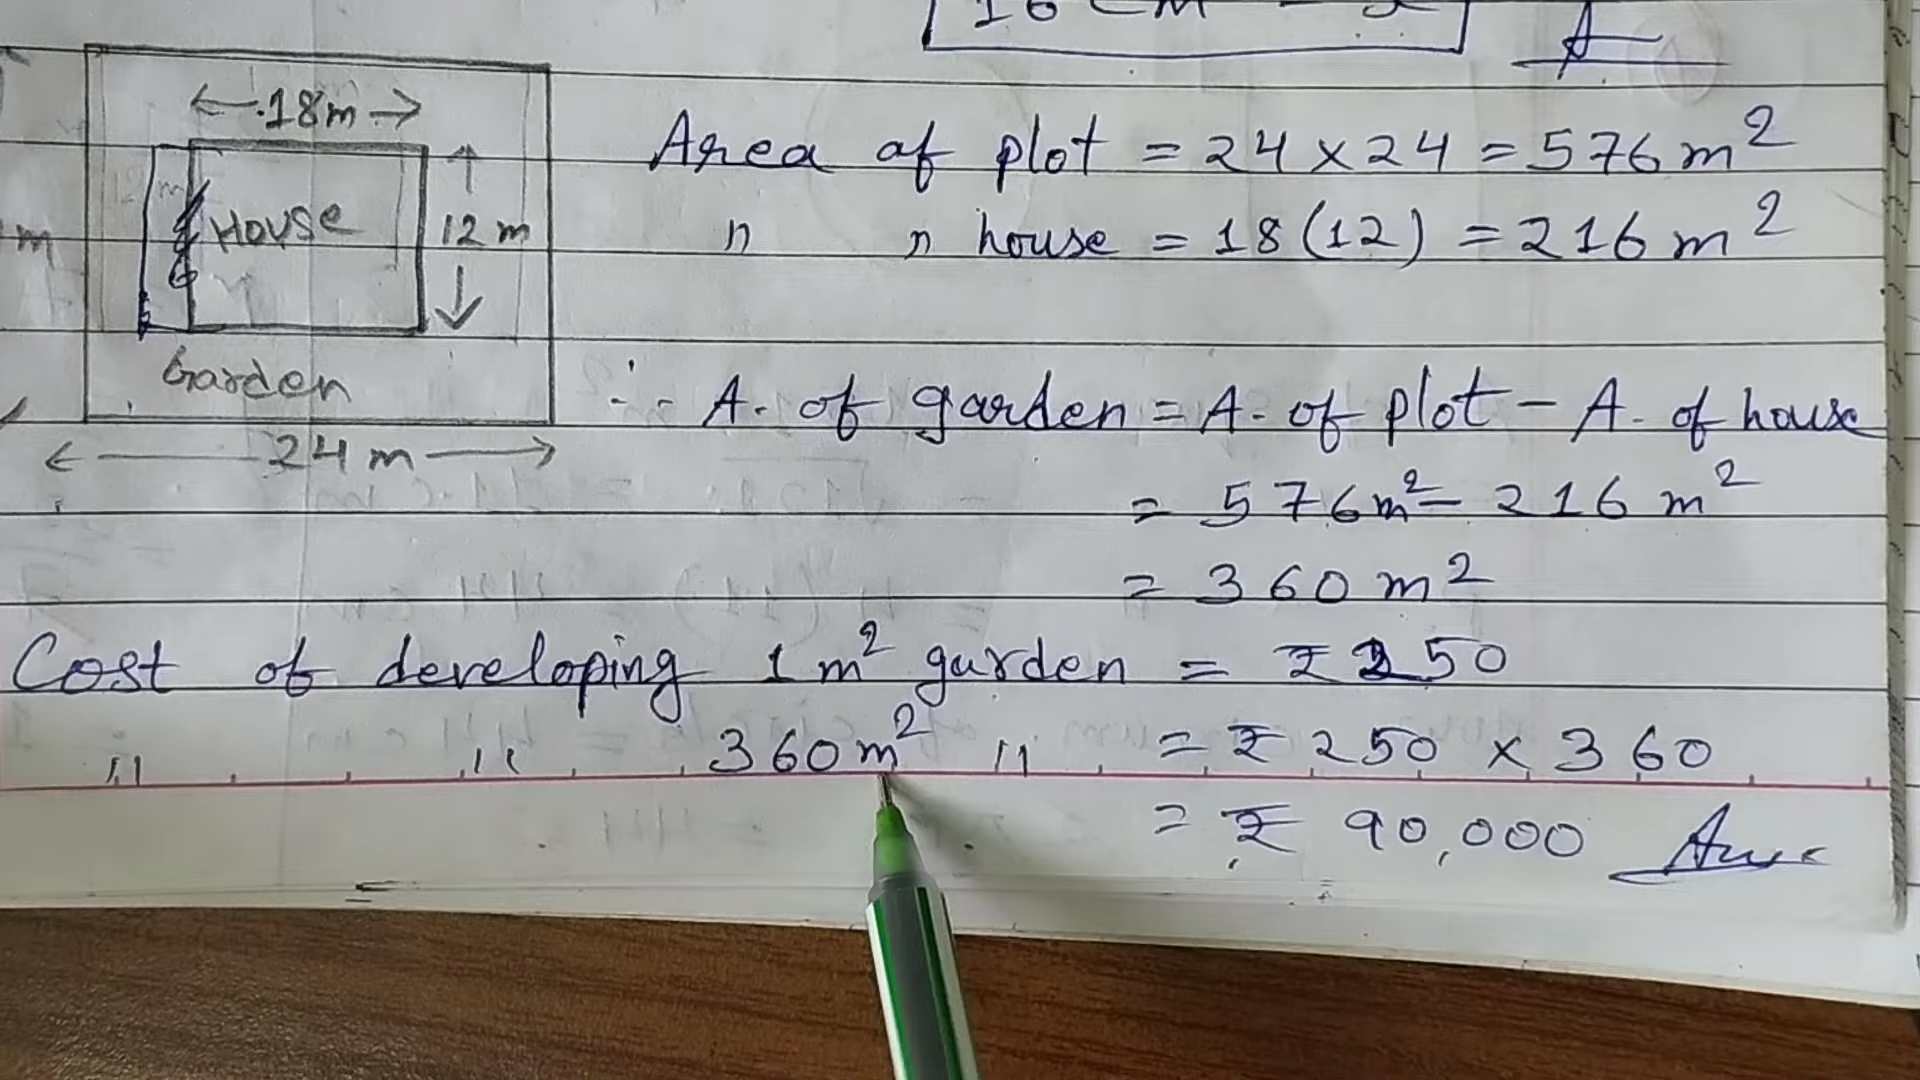 16 cm
A
←18m→
Area of plot = 24 × 24 = 576 m²
m
House
12 m
" " house = 18 (12) = 216 m²
Garden
∴ A. of garden = A. of plot - A. of house
24 m
= 576 m² - 216 m²
= 360 m²
Cost of developing 1 m² garden = ₹ 250
" " 360 m² " = ₹ 250 × 360
= ₹ 90,000 Ans